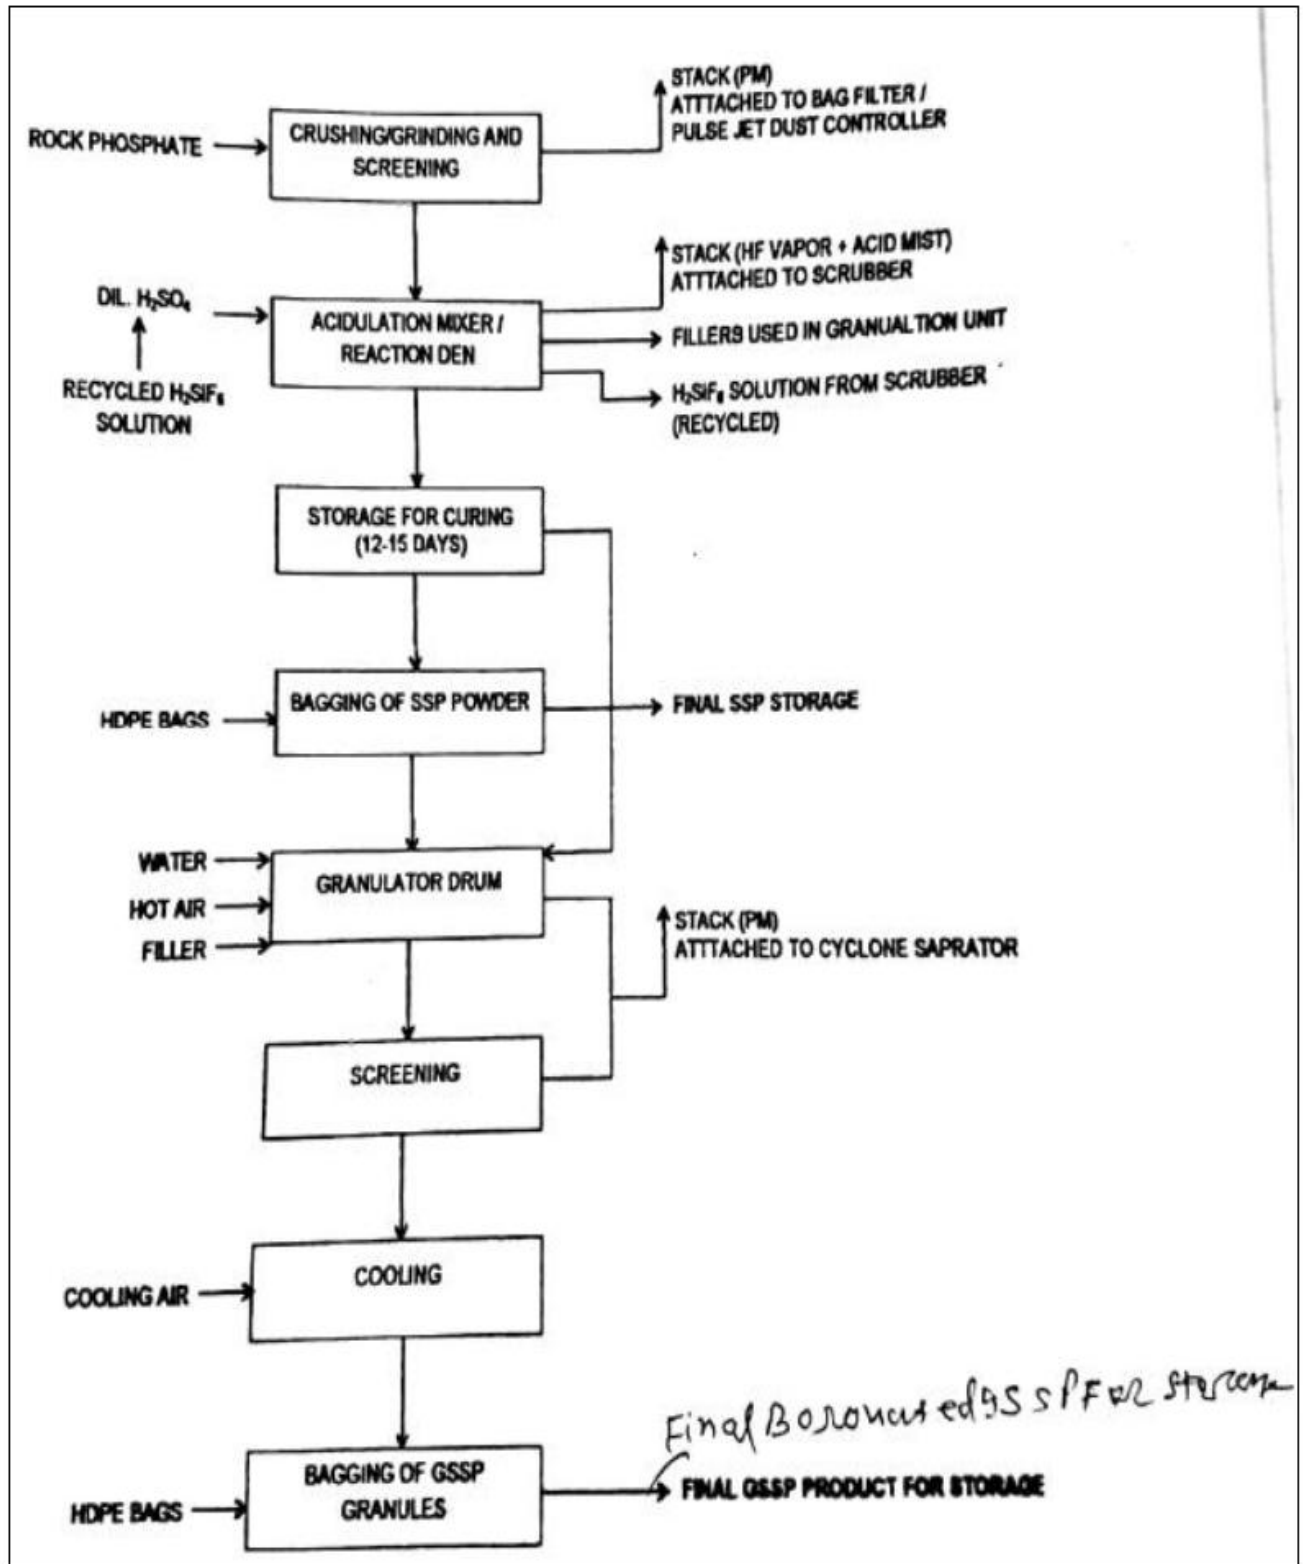 STACK (PM)
ATTTACHED TO BAG FILTER /
PULSE JET DUST CONTROLLER
ROCK PHOSPHATE
CRUSHING/GRINDING AND
SCREENING
STACK (HF VAPOR + ACID MIST)
ATTTACHED TO SCRUBBER
DIL. H₂SO₄
ACIDULATION MIXER /
REACTION DEN
FILLERS USED IN GRANUALTION UNIT
RECYCLED H₂SiF₆
SOLUTION
H₂SiF₆ SOLUTION FROM SCRUBBER
(RECYCLED)
STORAGE FOR CURING
(12-15 DAYS)
HDPE BAGS
BAGGING OF SSP POWDER
FINAL SSP STORAGE
WATER
HOT AIR
FILLER
GRANULATOR DRUM
STACK (PM)
ATTTACHED TO CYCLONE SAPRATOR
SCREENING
COOLING AIR
COOLING
Final GSSP For Storage
HDPE BAGS
BAGGING OF GSSP
GRANULES
FINAL GSSP PRODUCT FOR STORAGE